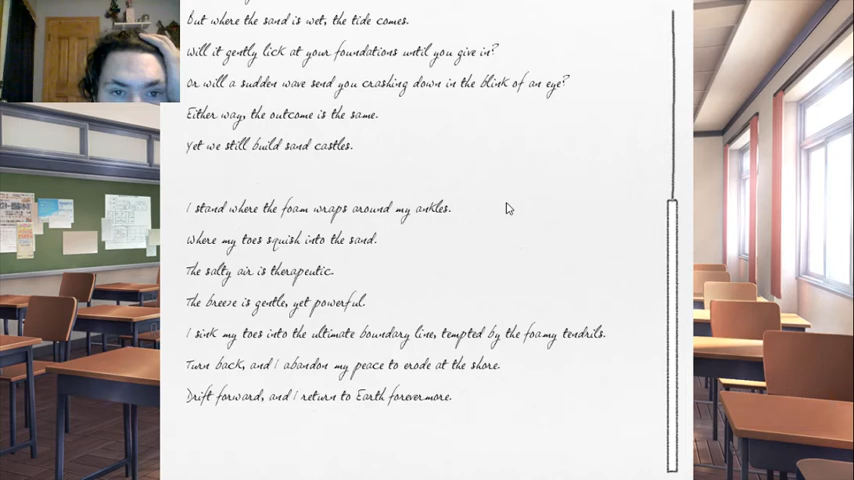 But where the sand is wet, the tide comes.
Will it gently lick at your foundations until you give in?
Or will a sudden wave send you crashing down in the blink of an eye?
Either way, the outcome is the same.
Yet we still build sand castles.
I stand where the foam wraps around my ankles.
Where my toes squish into the sand.
The salty air is therapeutic.
The breeze is gentle, yet powerful.
I sink my toes into the ultimate boundary line, tempted by the foamy tendrils.
Turn back, and I abandon my peace to erode at the shore.
Drift forward, and I return to Earth forevermore.